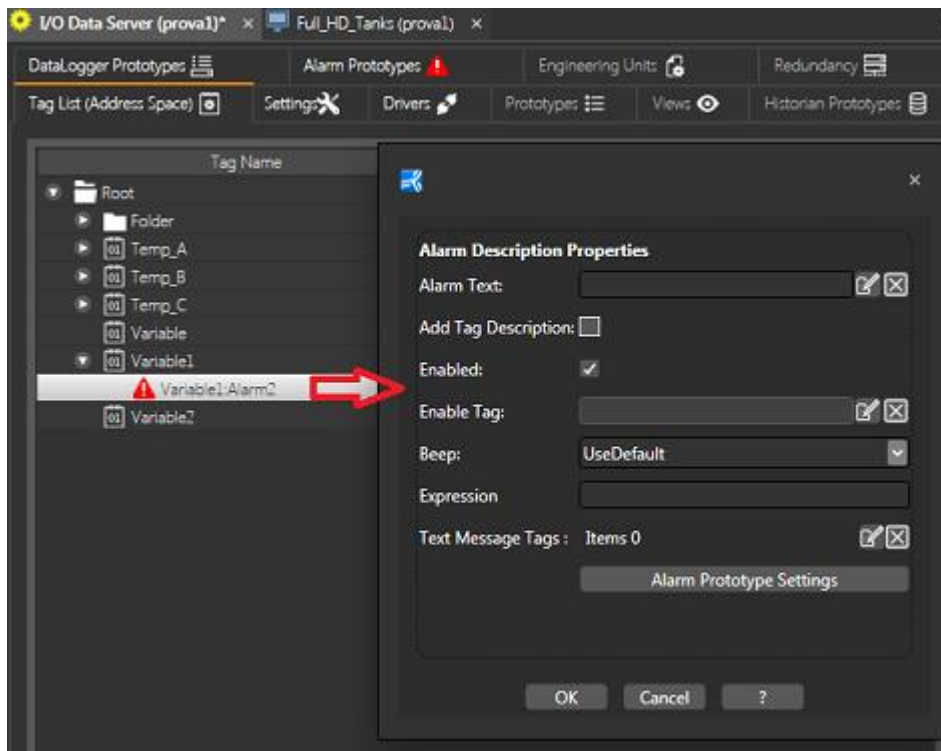 I/O Data Server (prova1)* × Full_HD_Tanks (prova1) ×
DataLogger Prototypes Alarm Prototypes Engineering Units Redundancy
Tag List (Address Space) Settings Drivers Prototypes Views Historian Prototypes
Tag Name
Root
Folder
Temp_A
Temp_B
Temp_C
Variable
Variable1
Variable1:Alarm2
Variable2
Alarm Description Properties
Alarm Text:
Add Tag Description:
Enabled:
Enable Tag:
Beep: UseDefault
Expression
Text Message Tags : Items 0
Alarm Prototype Settings
OK Cancel ?